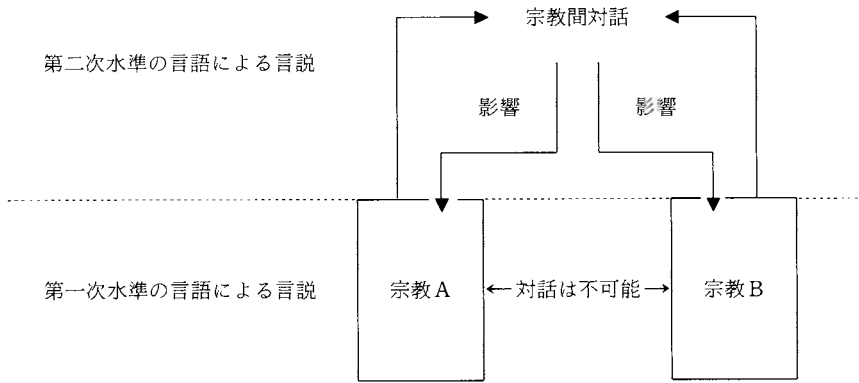 宗教間対話
第二次水準の言語による言説
影響
影響
第一次水準の言語による言説
宗教A
対話は不可能
宗教B